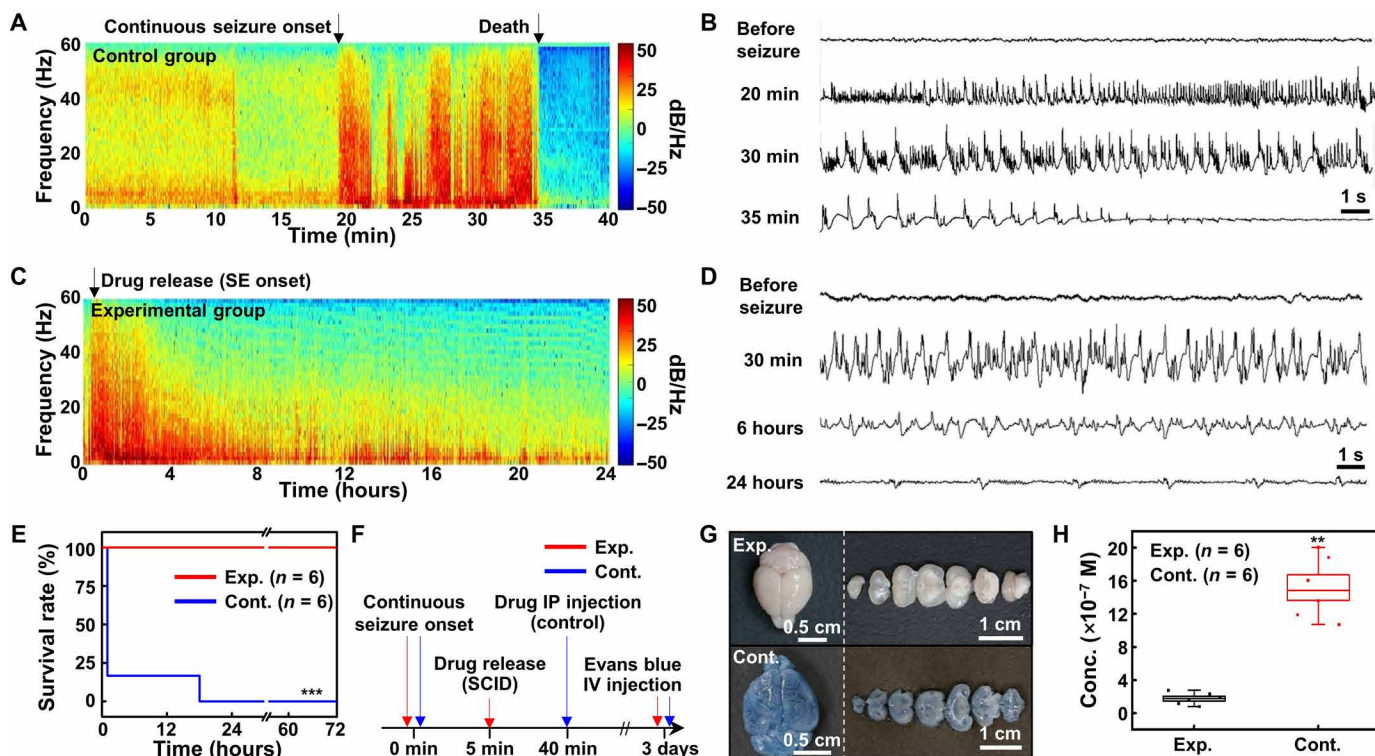 A
Continuous seizure onset
Death
Control group
Frequency (Hz)
60
40
20
0
0 5 10 15 20 25 30 35 40
Time (min)
50
25
0
−25
−50
dB/Hz
B
Before
seizure
20 min
30 min
35 min
1 s
C
Drug release (SE onset)
Experimental group
Frequency (Hz)
60
40
20
0
0 4 8 12 16 20 24
Time (hours)
50
25
0
−25
−50
dB/Hz
D
Before
seizure
30 min
6 hours
24 hours
1 s
E
Survival rate (%)
100
75
50
25
0
Exp. (n = 6)
Cont. (n = 6)
***
0 12 24 60 72
Time (hours)
F
Exp.
Cont.
Continuous
seizure onset
Drug IP injection
(control)
Drug release
(SCID)
Evans blue
IV injection
0 min 5 min 40 min 3 days
G
Exp.
0.5 cm
1 cm
Cont.
0.5 cm
1 cm
H
Conc. (×10⁻⁷ M)
20
16
12
8
4
0
Exp. (n = 6)
Cont. (n = 6)
**
Exp. Cont.